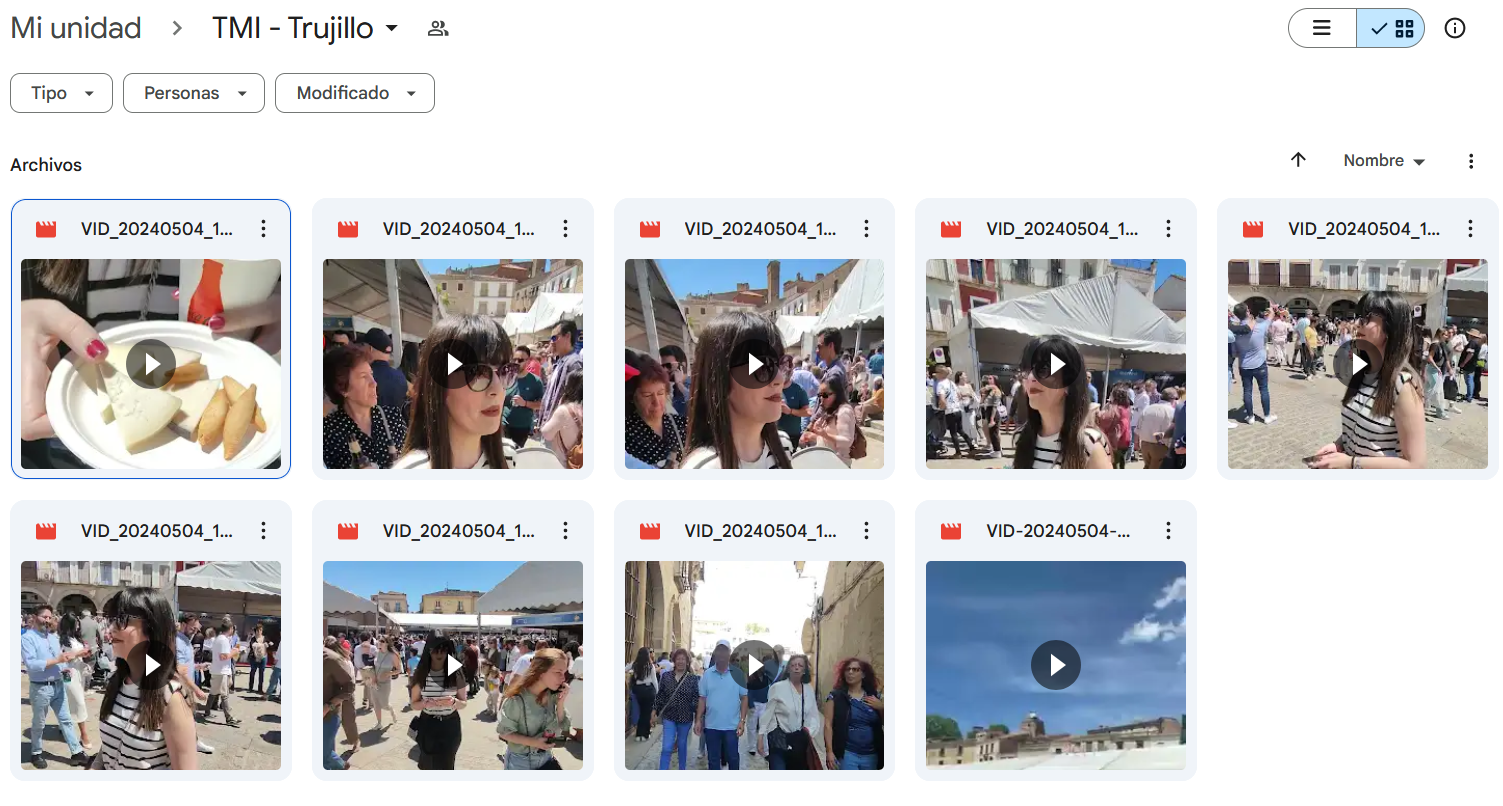 Mi unidad > TMI - Trujillo
Tipo Personas Modificado
Archivos Nombre
VID_20240504_1... VID_20240504_1... VID_20240504_1... VID_20240504_1... VID_20240504_1...
VID_20240504_1... VID_20240504_1... VID_20240504_1... VID-20240504-...